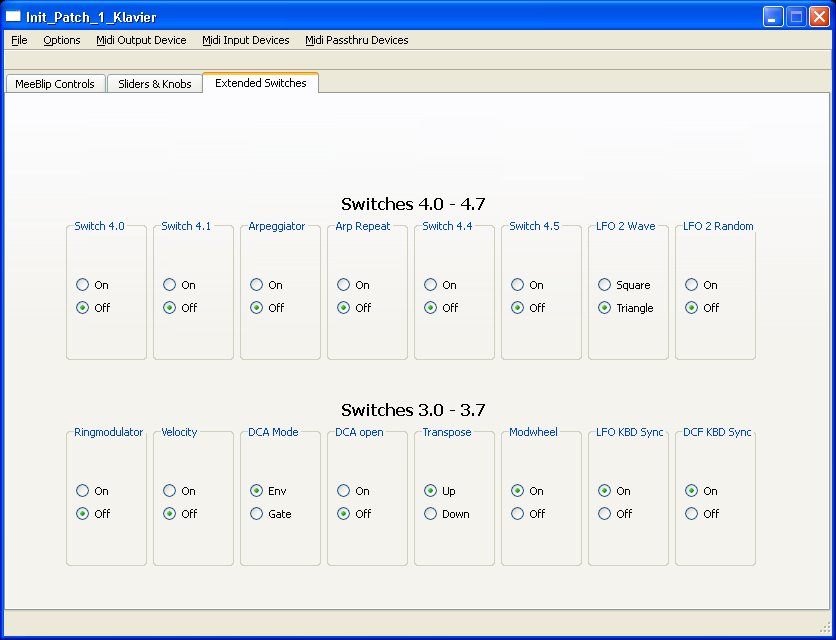 Init_Patch_1_Klavier
File Options Midi Output Device Midi Input Devices Midi Passthru Devices
MeeBlip Controls Sliders & Knobs Extended Switches
Switches 4.0 - 4.7
Switch 4.0 Switch 4.1 Arpeggiator Arp Repeat Switch 4.4 Switch 4.5 LFO 2 Wave LFO 2 Random
On On On On On On Square On
Off Off Off Off Off Off Triangle Off
Switches 3.0 - 3.7
Ringmodulator Velocity DCA Mode DCA open Transpose Modwheel LFO KBD Sync DCF KBD Sync
On On Env On Up On On On
Off Off Gate Off Down Off Off Off